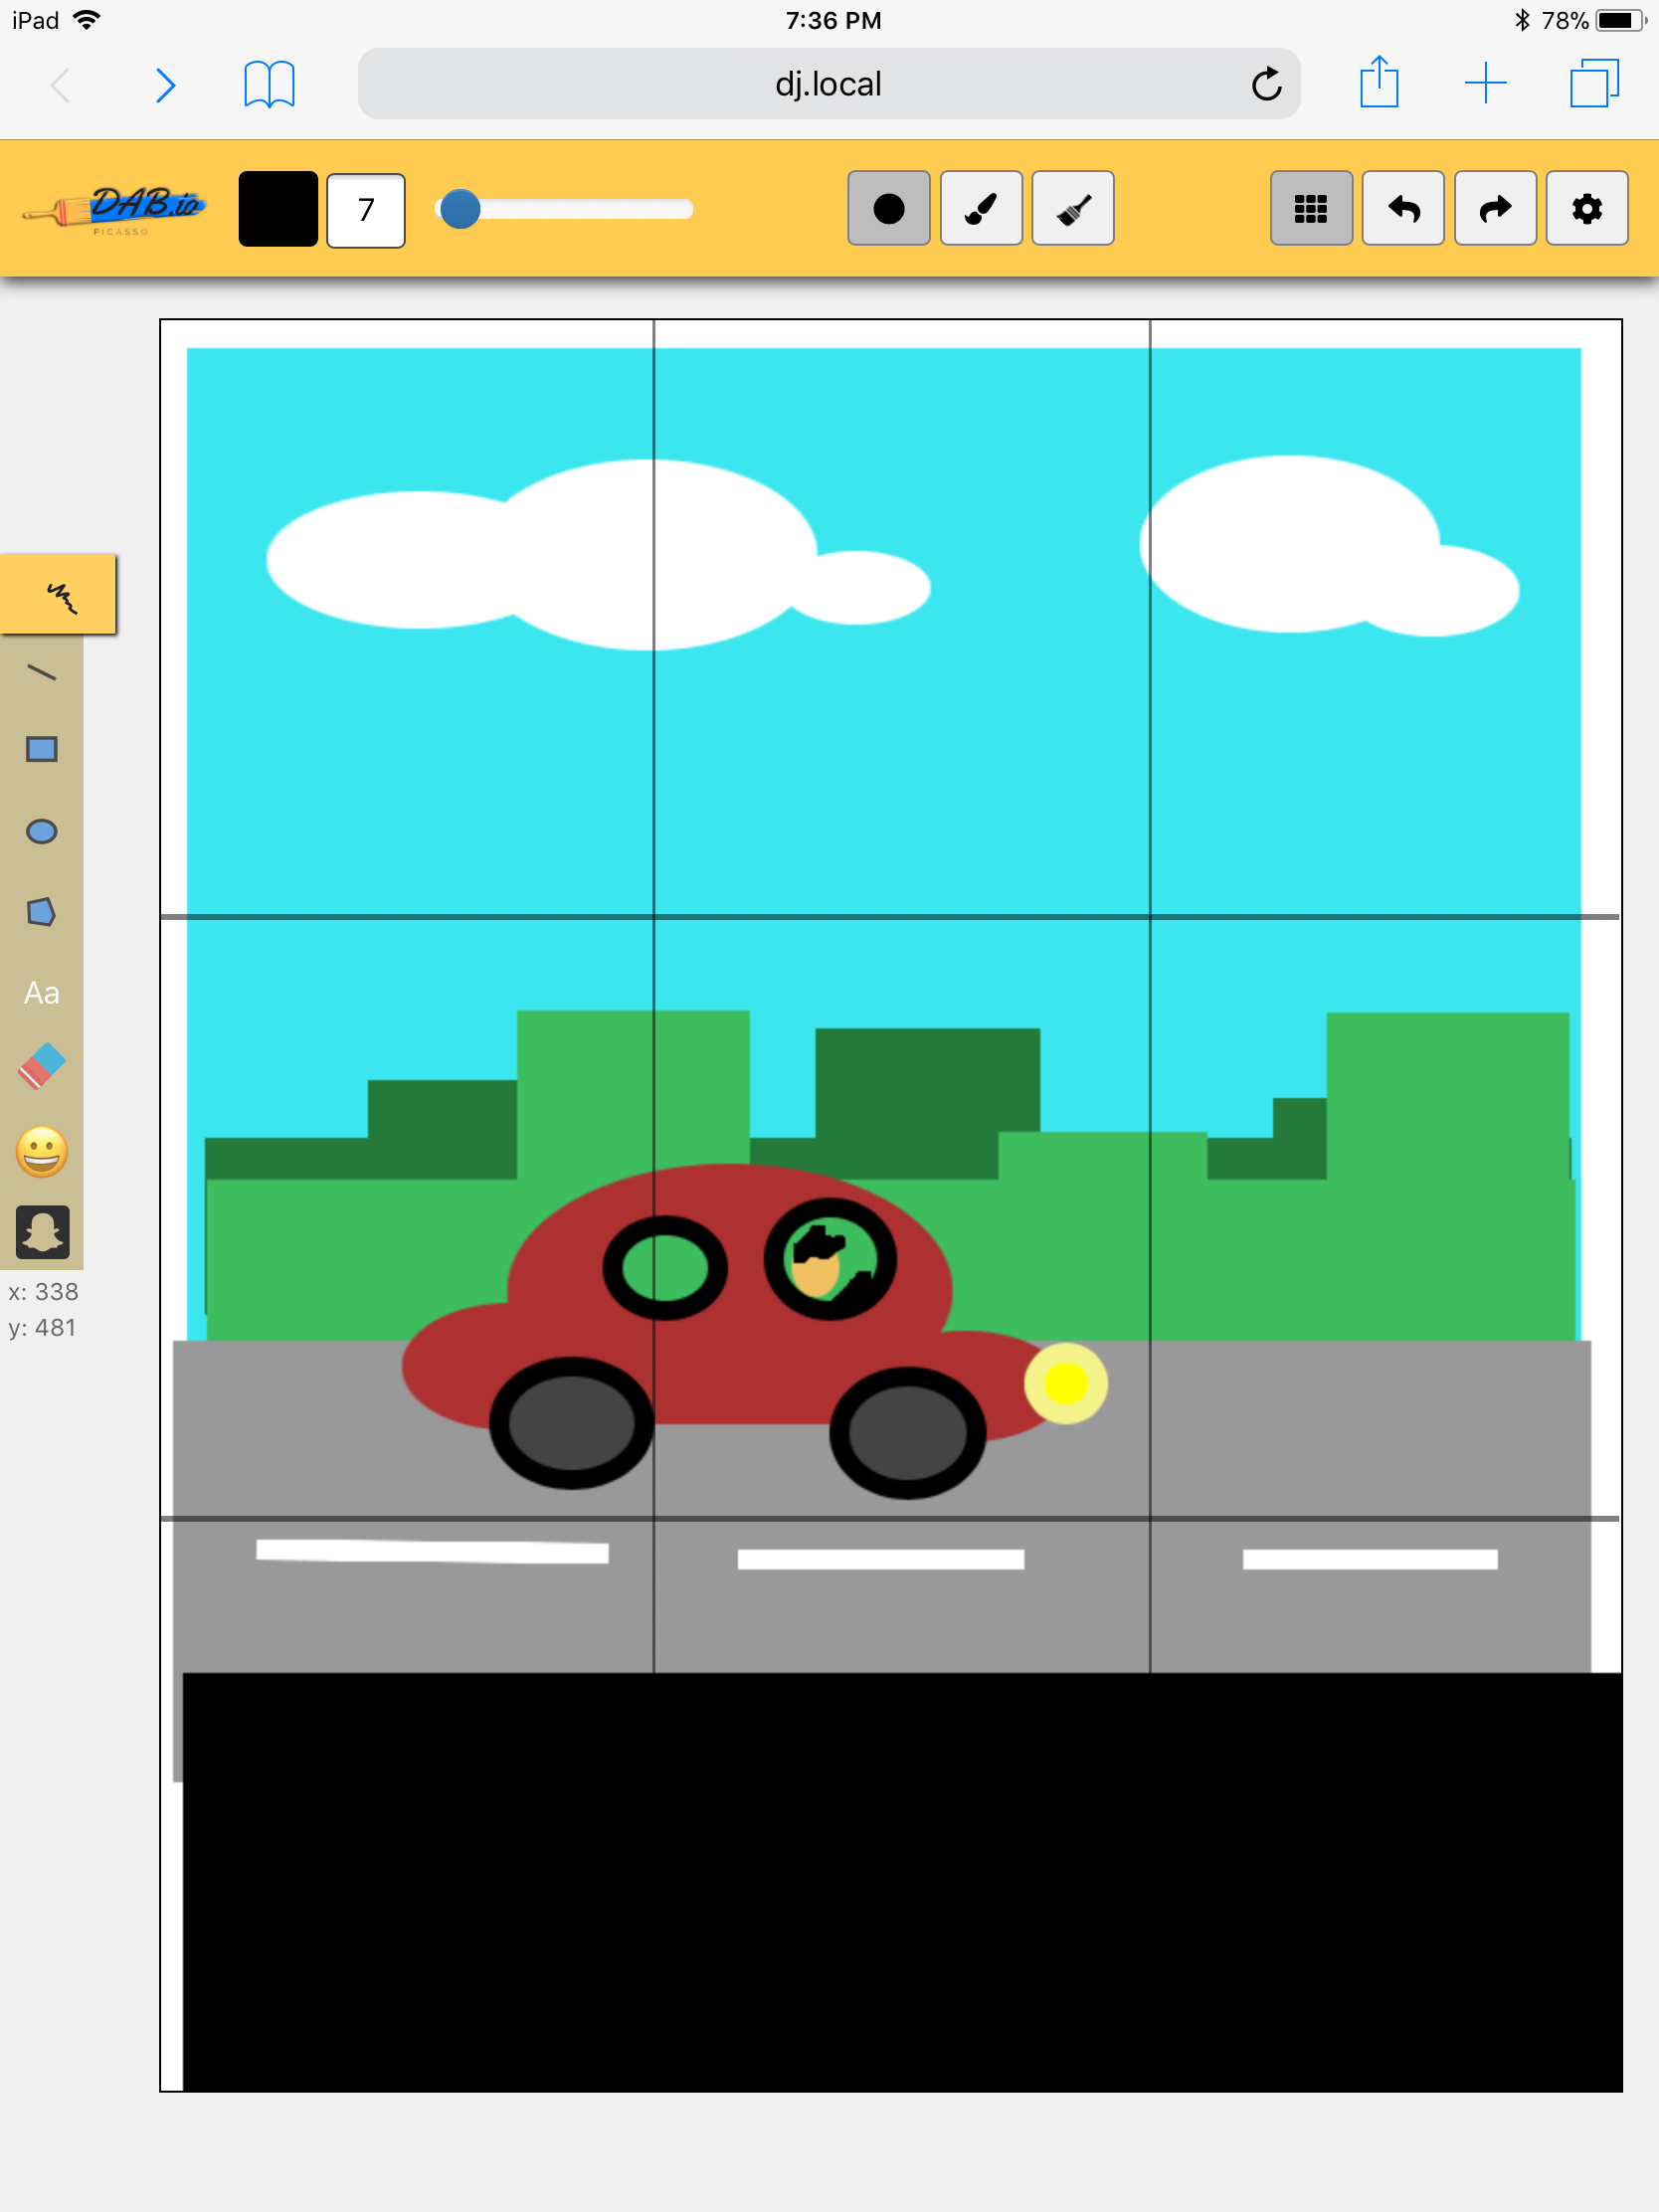 iPad 7:36 PM 78%
dj.local
DAB.io
PICASSO
7
Aa
x: 338
y: 481